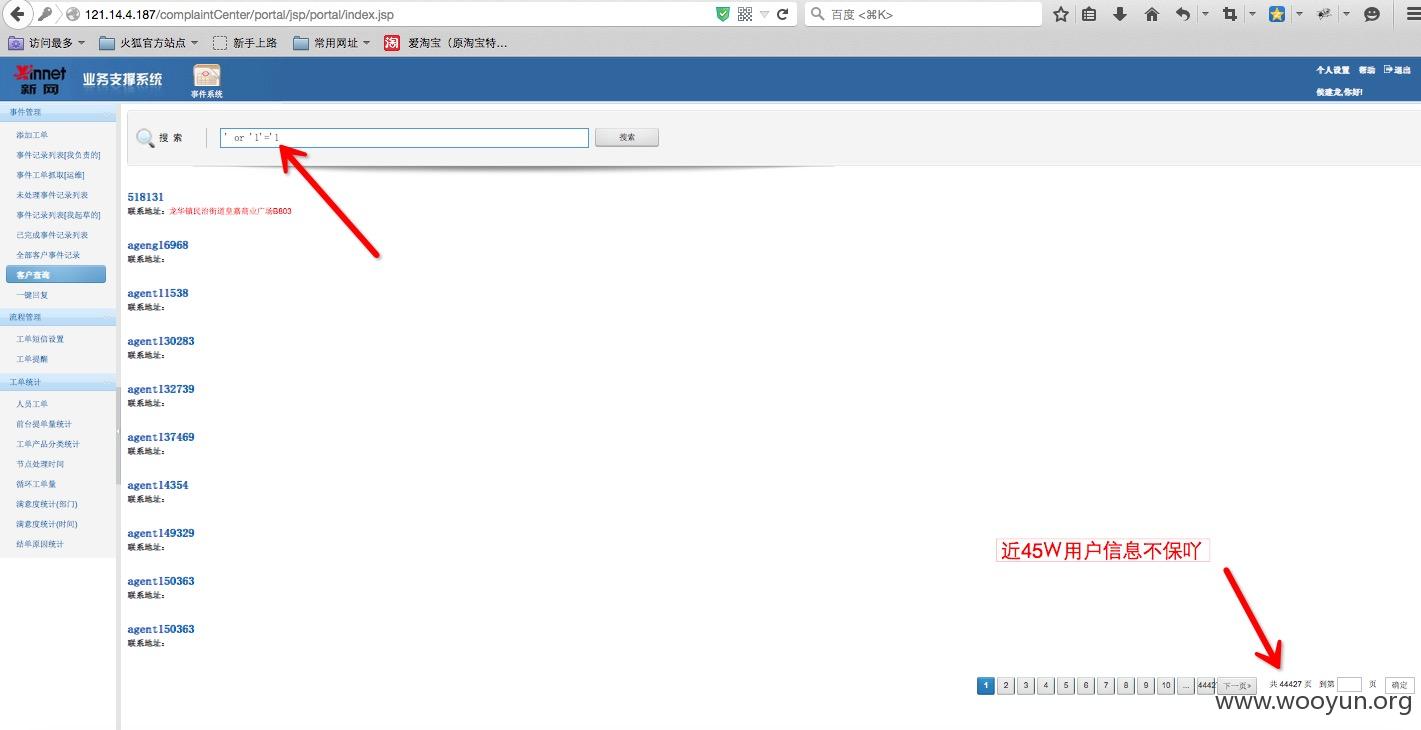 121.14.4.187/complaintCenter/portal/jsp/portal/index.jsp
百度 <⌘K>
访问最多 火狐官方站点 新手上路 常用网址 淘 爱淘宝（原淘宝特...
Xinnet 新网 业务支撑系统 事件系统
个人设置 帮助 退出
侯建龙,你好!
事件管理
添加工单
事件记录列表[我负责的]
事件工单抓取[运维]
未处理事件记录列表
事件记录列表[我起草的]
已完成事件记录列表
全部客户事件记录
客户查询
一键回复
流程管理
工单短信设置
工单提醒
工单统计
人员工单
前台提单量统计
工单产品分类统计
节点处理时间
循环工单量
满意度统计(部门)
满意度统计(时间)
结单原因统计
搜 索 ' or '1'='1 搜索
518131
联系地址：龙华镇民治街道皇嘉商业广场B803
ageng16968
联系地址：
agent11538
联系地址：
agent130283
联系地址：
agent132739
联系地址：
agent137469
联系地址：
agent14354
联系地址：
agent149329
联系地址：
agent150363
联系地址：
agent150363
联系地址：
近45W用户信息不保吖
1 2 3 4 5 6 7 8 9 10 ... 4442 下一页» 共 44427 页 到第 页 确定
www.wooyun.org